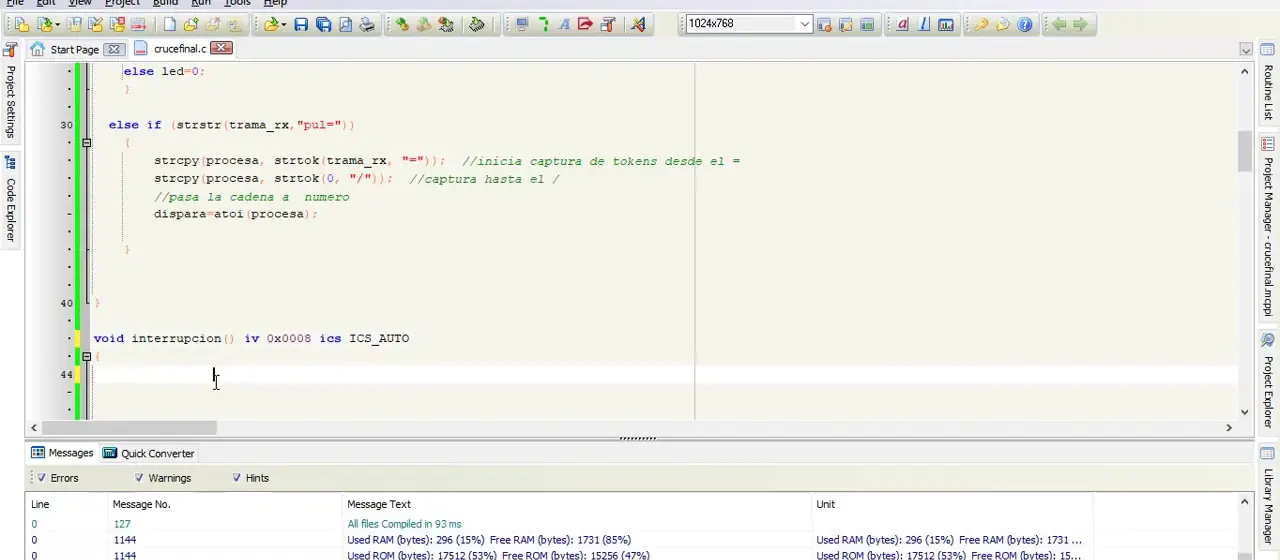 File Edit View Project Build Run Tools Help
1024x768
Start Page crucefinal.c
else led=0;
}
30 else if (strstr(trama_rx,"pul="))
{
strcpy(procesa, strtok(trama_rx, "=")); //inicia captura de tokens desde el =
strcpy(procesa, strtok(0, "/")); //captura hasta el /
//pasa la cadena a numero
dispara=atoi(procesa);
}
40 }
void interrupcion() iv 0x0008 ics ICS_AUTO
{
44
Project Settings
Code Explorer
Routine List
Project Manager - crucefinal.mcppi
Project Explorer
Library Manager
Messages Quick Converter
Errors Warnings Hints
Line Message No. Message Text Unit
0 127 All files Compiled in 93 ms
0 1144 Used RAM (bytes): 296 (15%) Free RAM (bytes): 1731 (85%) Used RAM (bytes): 296 (15%) Free RAM (bytes): 1731 ...
0 1144 Used ROM (bytes): 17512 (53%) Free ROM (bytes): 15256 (47%) Used ROM (bytes): 17512 (53%) Free ROM (bytes): 15...